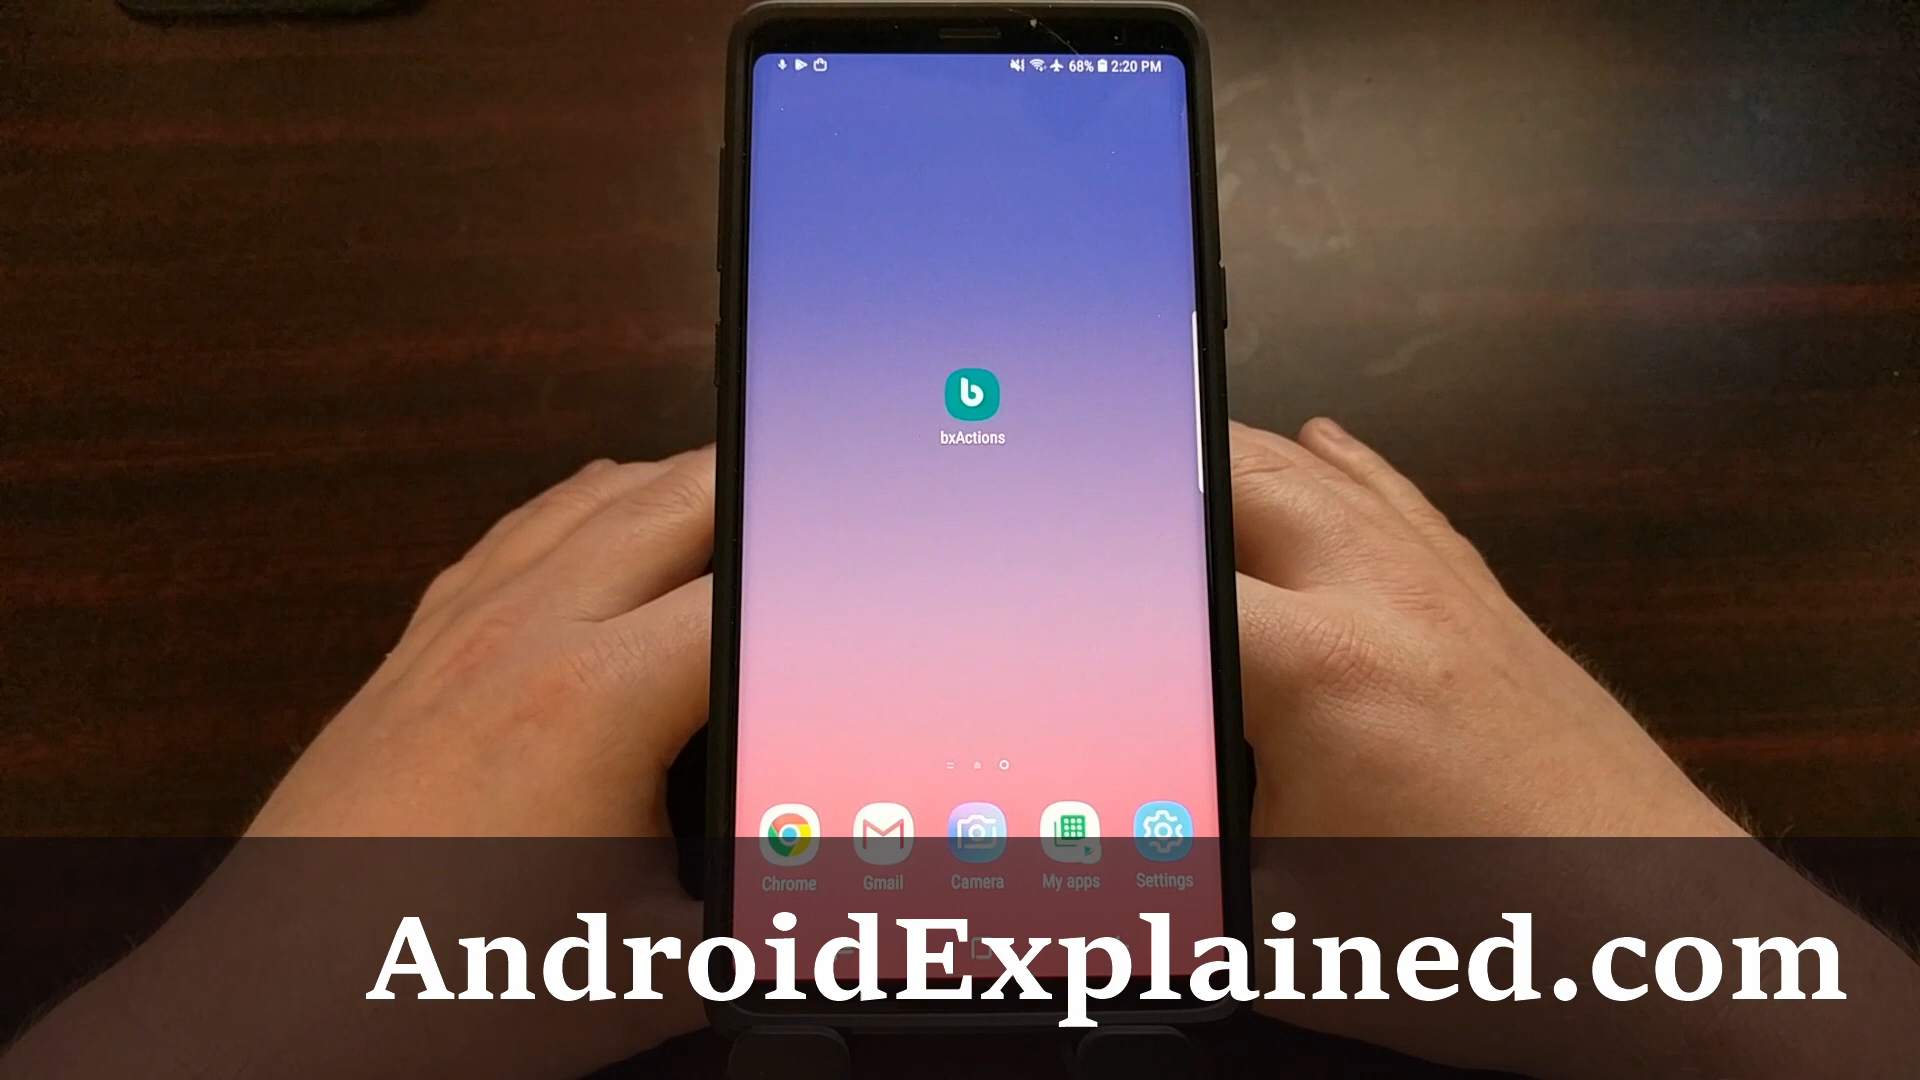 68% 2:20 PM
b
bxActions
Chrome Gmail Camera My apps Settings
AndroidExplained.com